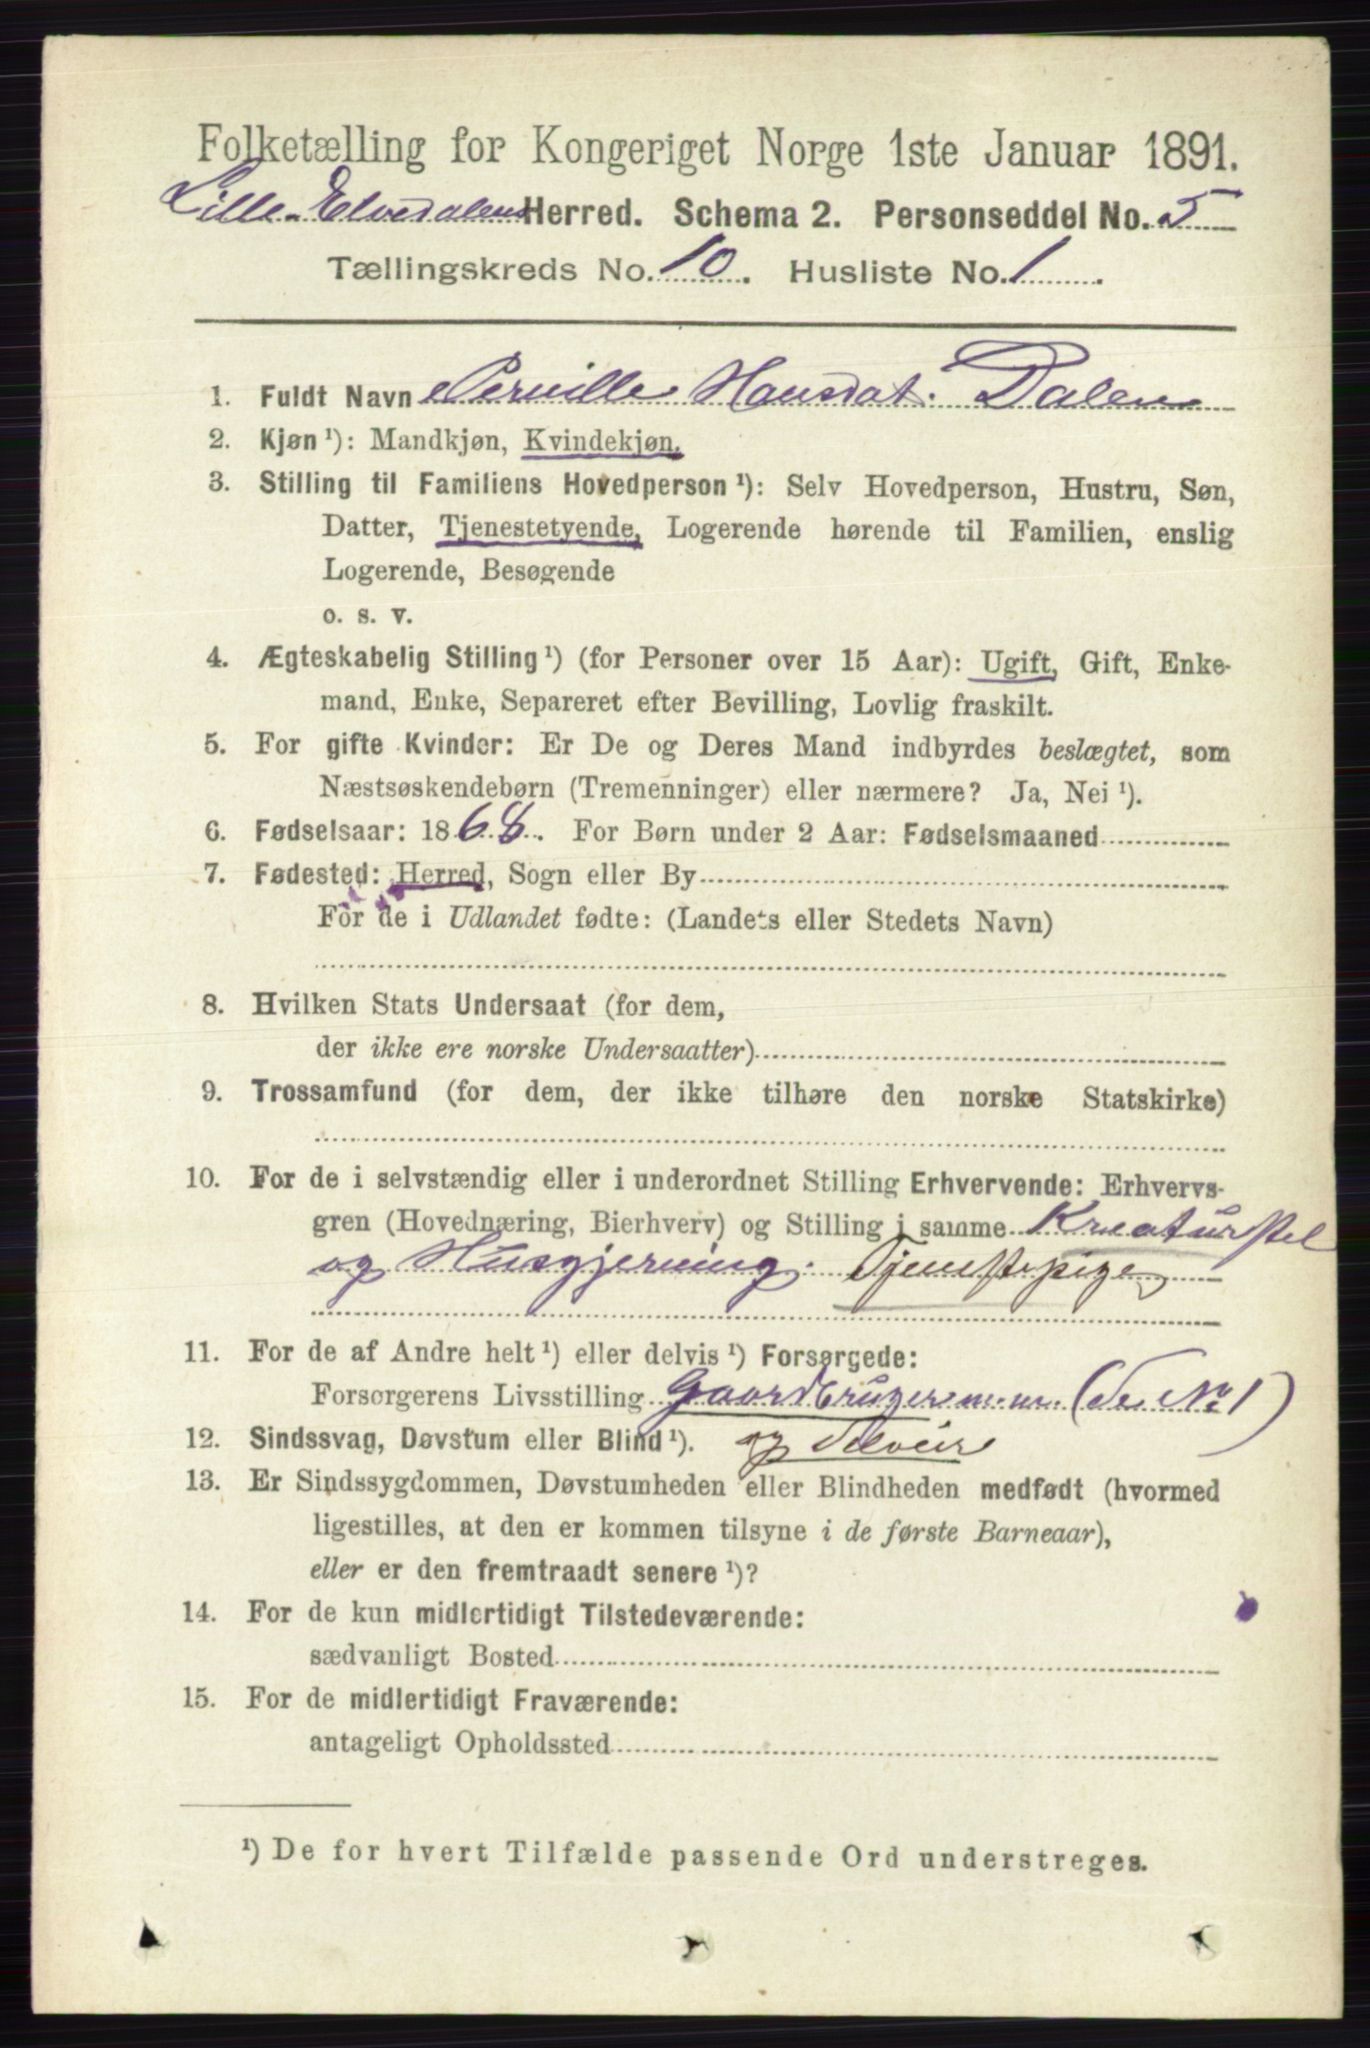 Folketælling for Kongeriget Norge 1ste Januar 1891.
Lille Elvedalens Herred. Schema 2. Personseddel No. 5
Tællingskreds No. 10. Husliste No. 1.
1. Fuldt Navn Pernille Hansdat. Dalen
2. Kjøn ¹): Mandkjøn, Kvindekjøn.
3. Stilling til Familiens Hovedperson ¹): Selv Hovedperson, Hustru, Søn,
Datter, Tjenestetyende, Logerende hørende til Familien, enslig
Logerende, Besøgende
o. s. v.
4. Ægteskabelig Stilling ¹) (for Personer over 15 Aar): Ugift, Gift, Enke-
mand, Enke, Separeret efter Bevilling, Lovlig fraskilt.
5. For gifte Kvinder: Er De og Deres Mand indbyrdes beslægtet, som
Næstsøskendebørn (Tremenninger) eller nærmere? Ja, Nei ¹).
6. Fødselsaar: 1868. For Børn under 2 Aar: Fødselsmaaned
7. Fødested: Herred, Sogn eller By
For de i Udlandet fødte: (Landets eller Stedets Navn)
8. Hvilken Stats Undersaat (for dem,
der ikke ere norske Undersaatter)
9. Trossamfund (for dem, der ikke tilhøre den norske Statskirke)
10. For de i selvstændig eller i underordnet Stilling Erhvervende: Erhvervs-
gren (Hovednæring, Bierhverv) og Stilling i samme Kreaturstel
og Husgjerning. Tjenestepige
11. For de af Andre helt ¹) eller delvis ¹) Forsørgede:
Forsørgerens Livsstilling Gaardbruger m. m. (Se No 1)
12. Sindssvag, Døvstum eller Blind ¹). og Selveier
13. Er Sindssygdommen, Døvstumheden eller Blindheden medfødt (hvormed
ligestilles, at den er kommen tilsyne i de første Barneaar),
eller er den fremtraadt senere ¹)?
14. For de kun midlertidigt Tilstedeværende:
sædvanligt Bosted
15. For de midlertidigt Fraværende:
antageligt Opholdssted
¹) De for hvert Tilfælde passende Ord understreges.